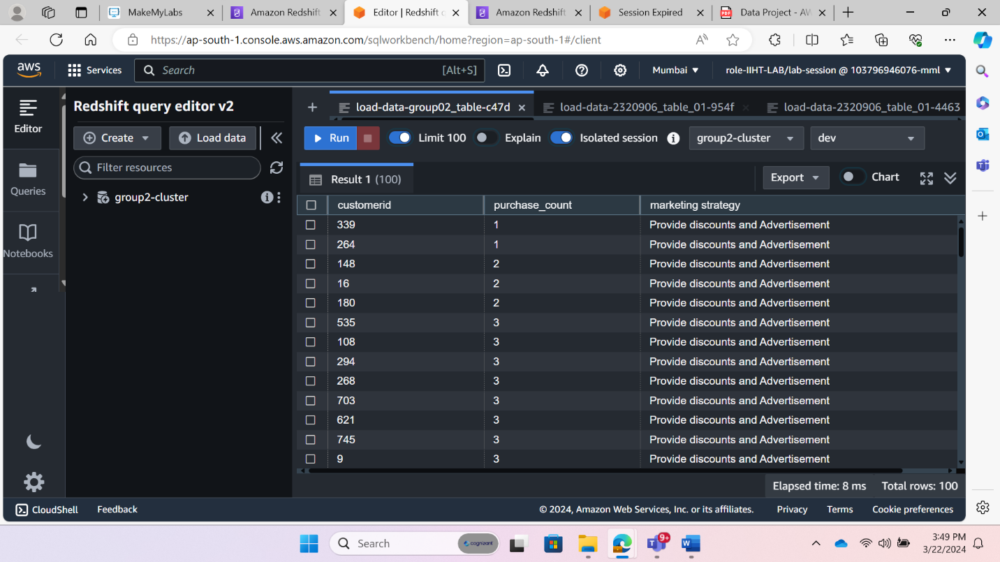 MakeMyLabs
Amazon Redshift
Editor | Redshift
Amazon Redshift
Session Expired
Data Project - AW
https://ap-south-1.console.aws.amazon.com/sqlworkbench/home?region=ap-south-1#/client
aws
Services
Search
[Alt+S]
Mumbai
role-IIHT-LAB/lab-session @ 103796946076-mml
Editor
Queries
Notebooks
Redshift query editor v2
Create
Load data
Filter resources
group2-cluster
load-data-group02_table-c47d
load-data-2320906_table_01-954f
load-data-2320906_table_01-4463
Run
Limit 100
Explain
Isolated session
group2-cluster
dev
Result 1 (100)
Export
Chart
customerid purchase_count marketing strategy
339 1 Provide discounts and Advertisement
264 1 Provide discounts and Advertisement
148 2 Provide discounts and Advertisement
16 2 Provide discounts and Advertisement
180 2 Provide discounts and Advertisement
535 3 Provide discounts and Advertisement
108 3 Provide discounts and Advertisement
294 3 Provide discounts and Advertisement
268 3 Provide discounts and Advertisement
703 3 Provide discounts and Advertisement
621 3 Provide discounts and Advertisement
745 3 Provide discounts and Advertisement
9 3 Provide discounts and Advertisement
Elapsed time: 8 ms Total rows: 100
CloudShell
Feedback
© 2024, Amazon Web Services, Inc. or its affiliates.
Privacy
Terms
Cookie preferences
Search
cognizant
9+
3:49 PM
3/22/2024